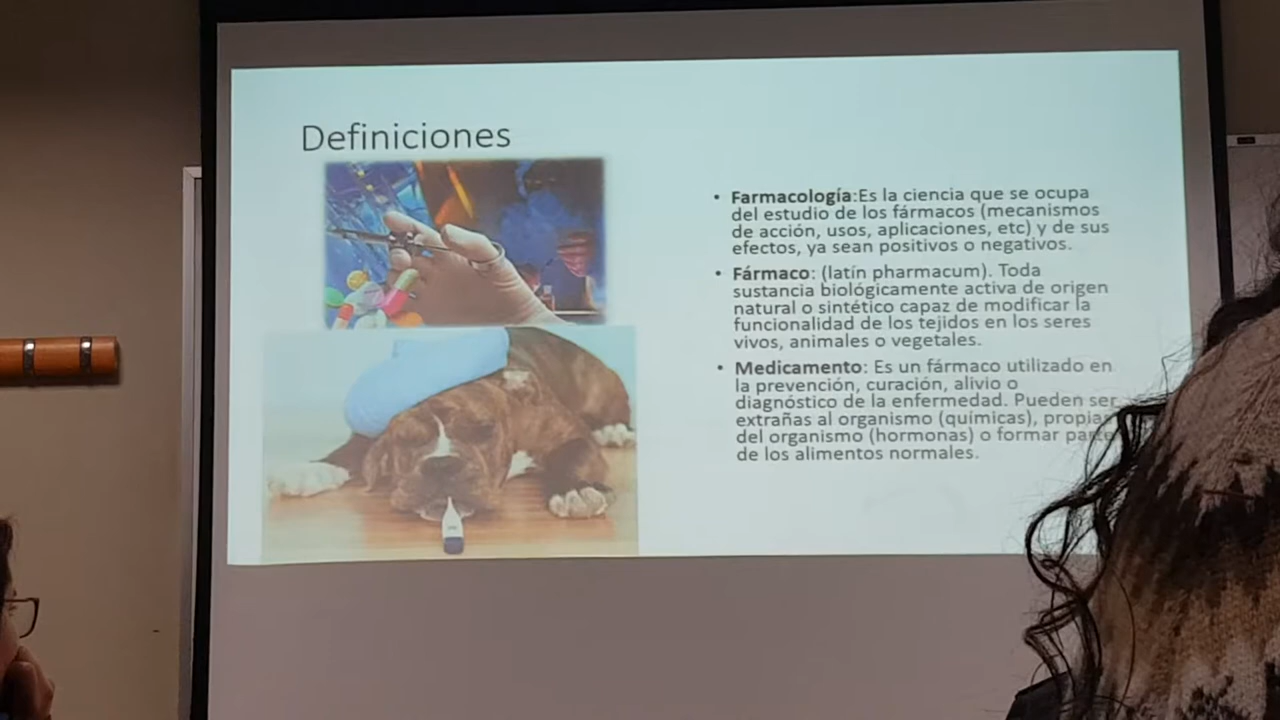 Definiciones
• Farmacología:Es la ciencia que se ocupa
del estudio de los fármacos (mecanismos
de acción, usos, aplicaciones, etc) y de sus
efectos, ya sean positivos o negativos.
• Fármaco: (latín pharmacum). Toda
sustancia biológicamente activa de origen
natural o sintético capaz de modificar la
funcionalidad de los tejidos en los seres
vivos, animales o vegetales.
• Medicamento: Es un fármaco utilizado en
la prevención, curación, alivio o
diagnóstico de la enfermedad. Pueden ser
extrañas al organismo (químicas), propias
del organismo (hormonas) o formar parte
de los alimentos normales.